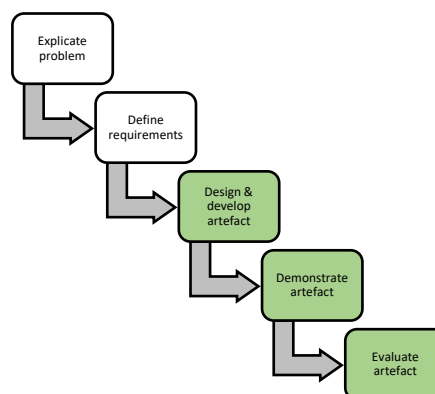 Explicate
problem
Define
requirements
Design &
develop
artefact
Demonstrate
artefact
Evaluate
artefact